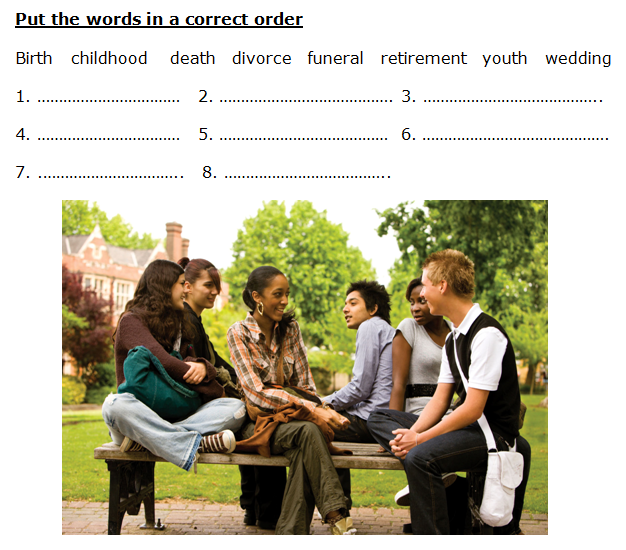 Put the words in a correct order
Birth childhood death divorce funeral retirement youth wedding
1. …………………………… 2. ………………………………… 3. …………………………………..
4. …………………………… 5. ………………………………… 6. ……………………………………
7. …………………………….. 8. ………………………………..